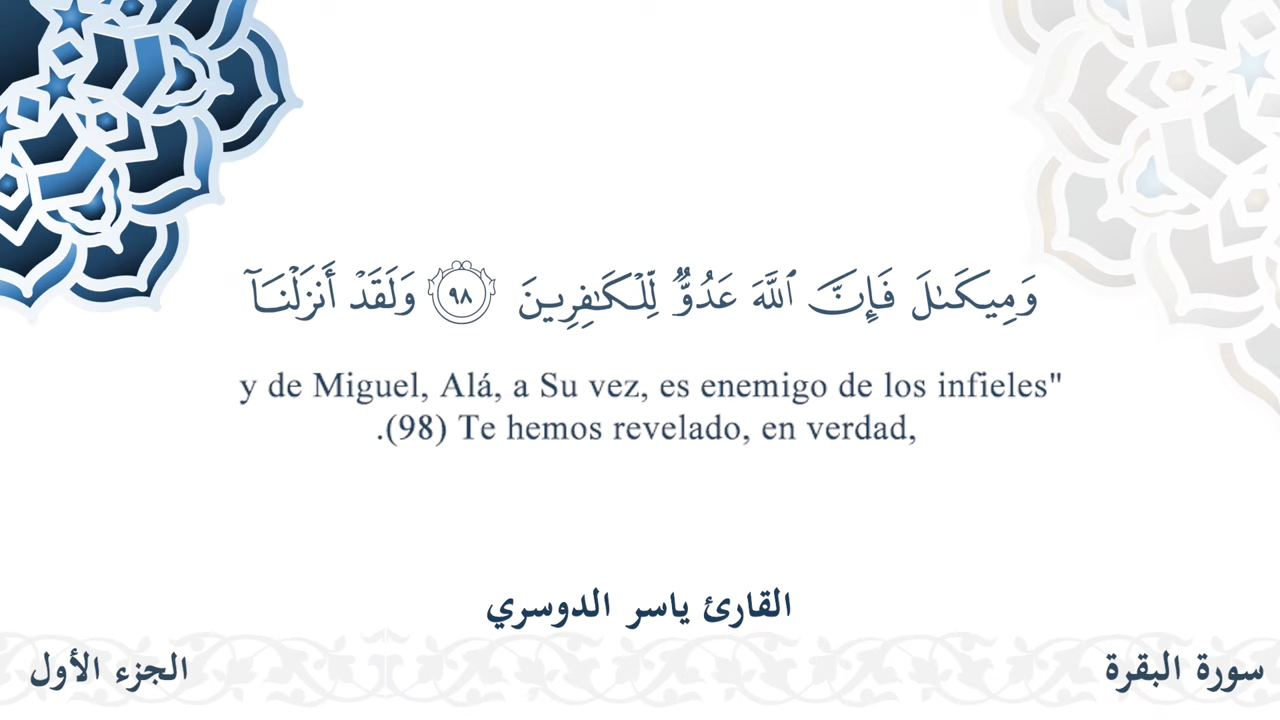 وَمِيكَىٰلَ فَإِنَّ ٱللَّهَ عَدُوٌّ لِّلْكَـٰفِرِينَ ٩٨ وَلَقَدْ أَنزَلْنَآ
y de Miguel, Alá, a Su vez, es enemigo de los infieles"
.(98) Te hemos revelado, en verdad,
القارئ ياسر الدوسري
سورة البقرة
الجزء الأول